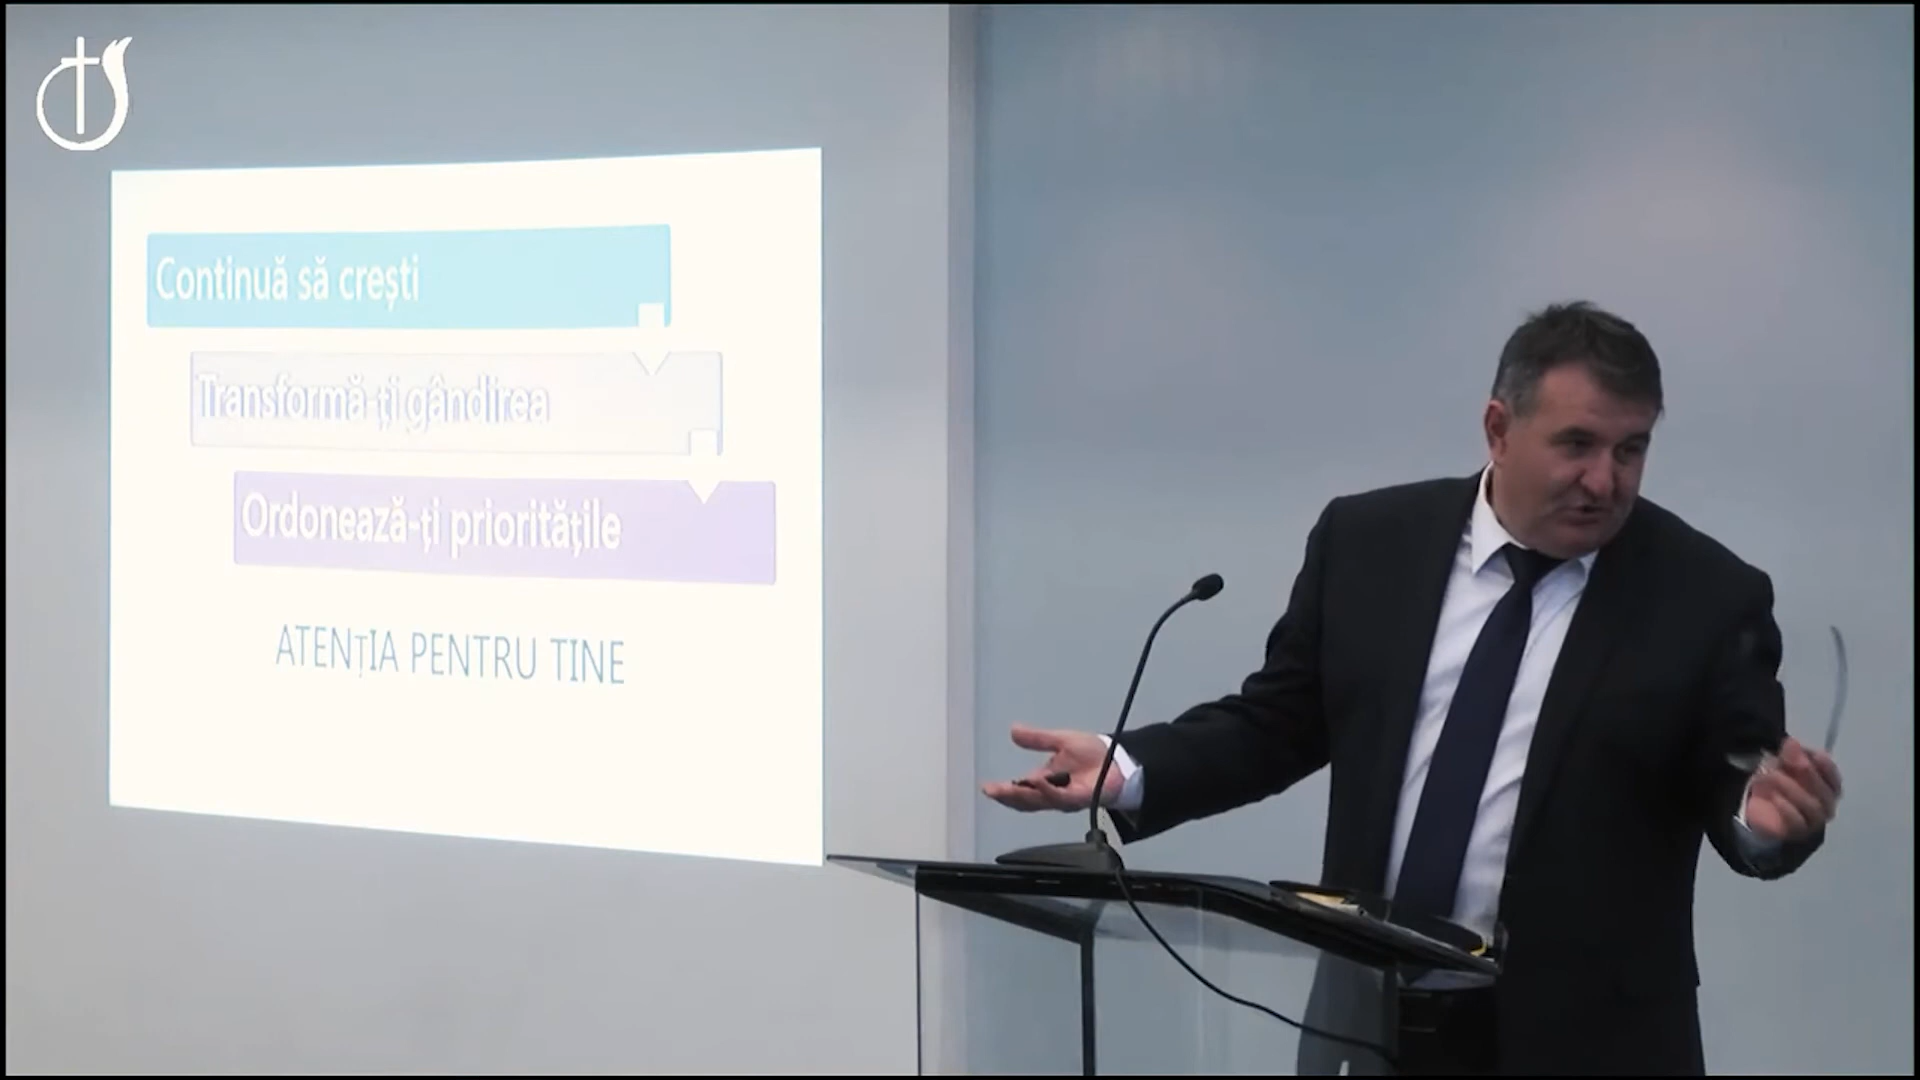 Continuă să crești
Transformă-ți gândirea
Ordonează-ți prioritățile
ATENȚIA PENTRU TINE